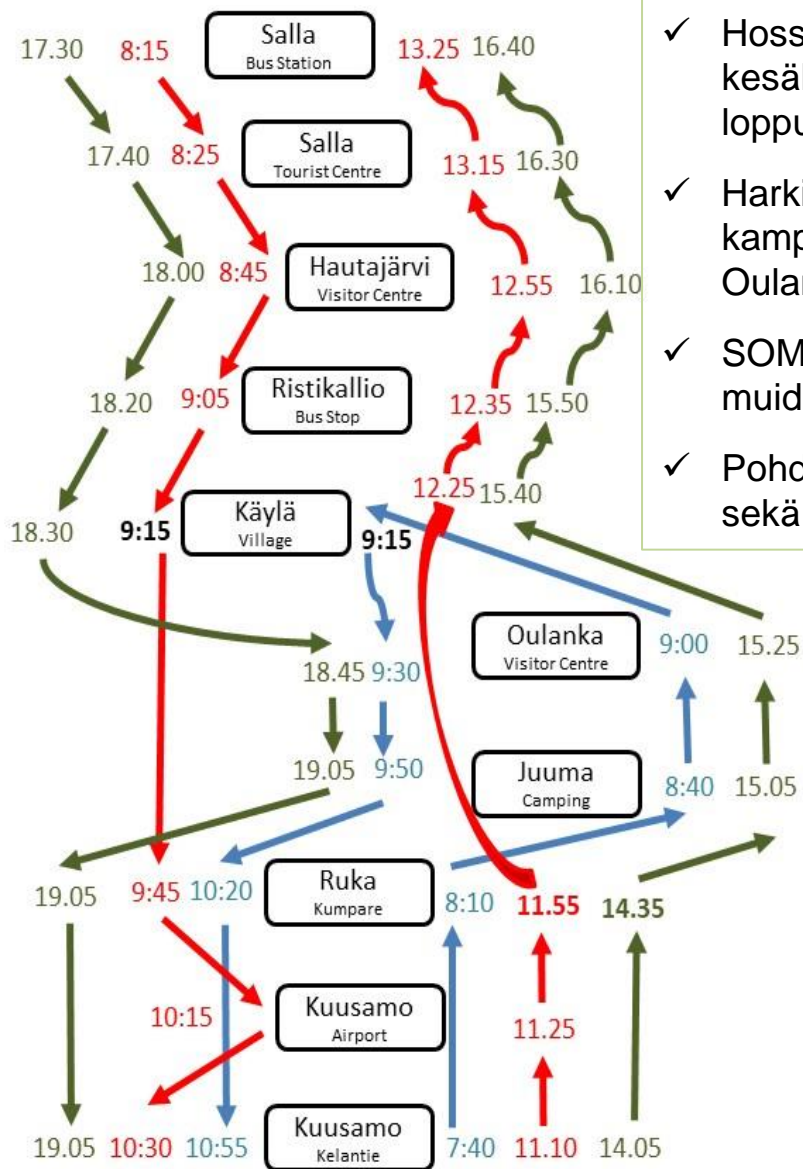 17.30 8:15 Salla 13.25 16.40
Bus Station
17.40 8:25 Salla 13.15 16.30
Tourist Centre
18.00 8:45 Hautajärvi 12.55 16.10
Visitor Centre
18.20 9:05 Ristikallio 12.35 15.50
Bus Stop
12.25 15.40
18.30 9:15 Käylä 9:15
Village
Oulanka 9:00 15.25
Visitor Centre
18.45 9:30
19.05 9:50 Juuma 8:40 15.05
Camping
19.05 9:45 10:20 Ruka 8:10 11.55 14.35
Kumpare
10:15 Kuusamo 11.25
Airport
19.05 10:30 10:55 Kuusamo 7:40 11.10 14.05
Kelantie
✓ Hoss
kesäl
loppu
✓ Harki
kamp
Oulan
✓ SOM
muid
✓ Pohd
sekä